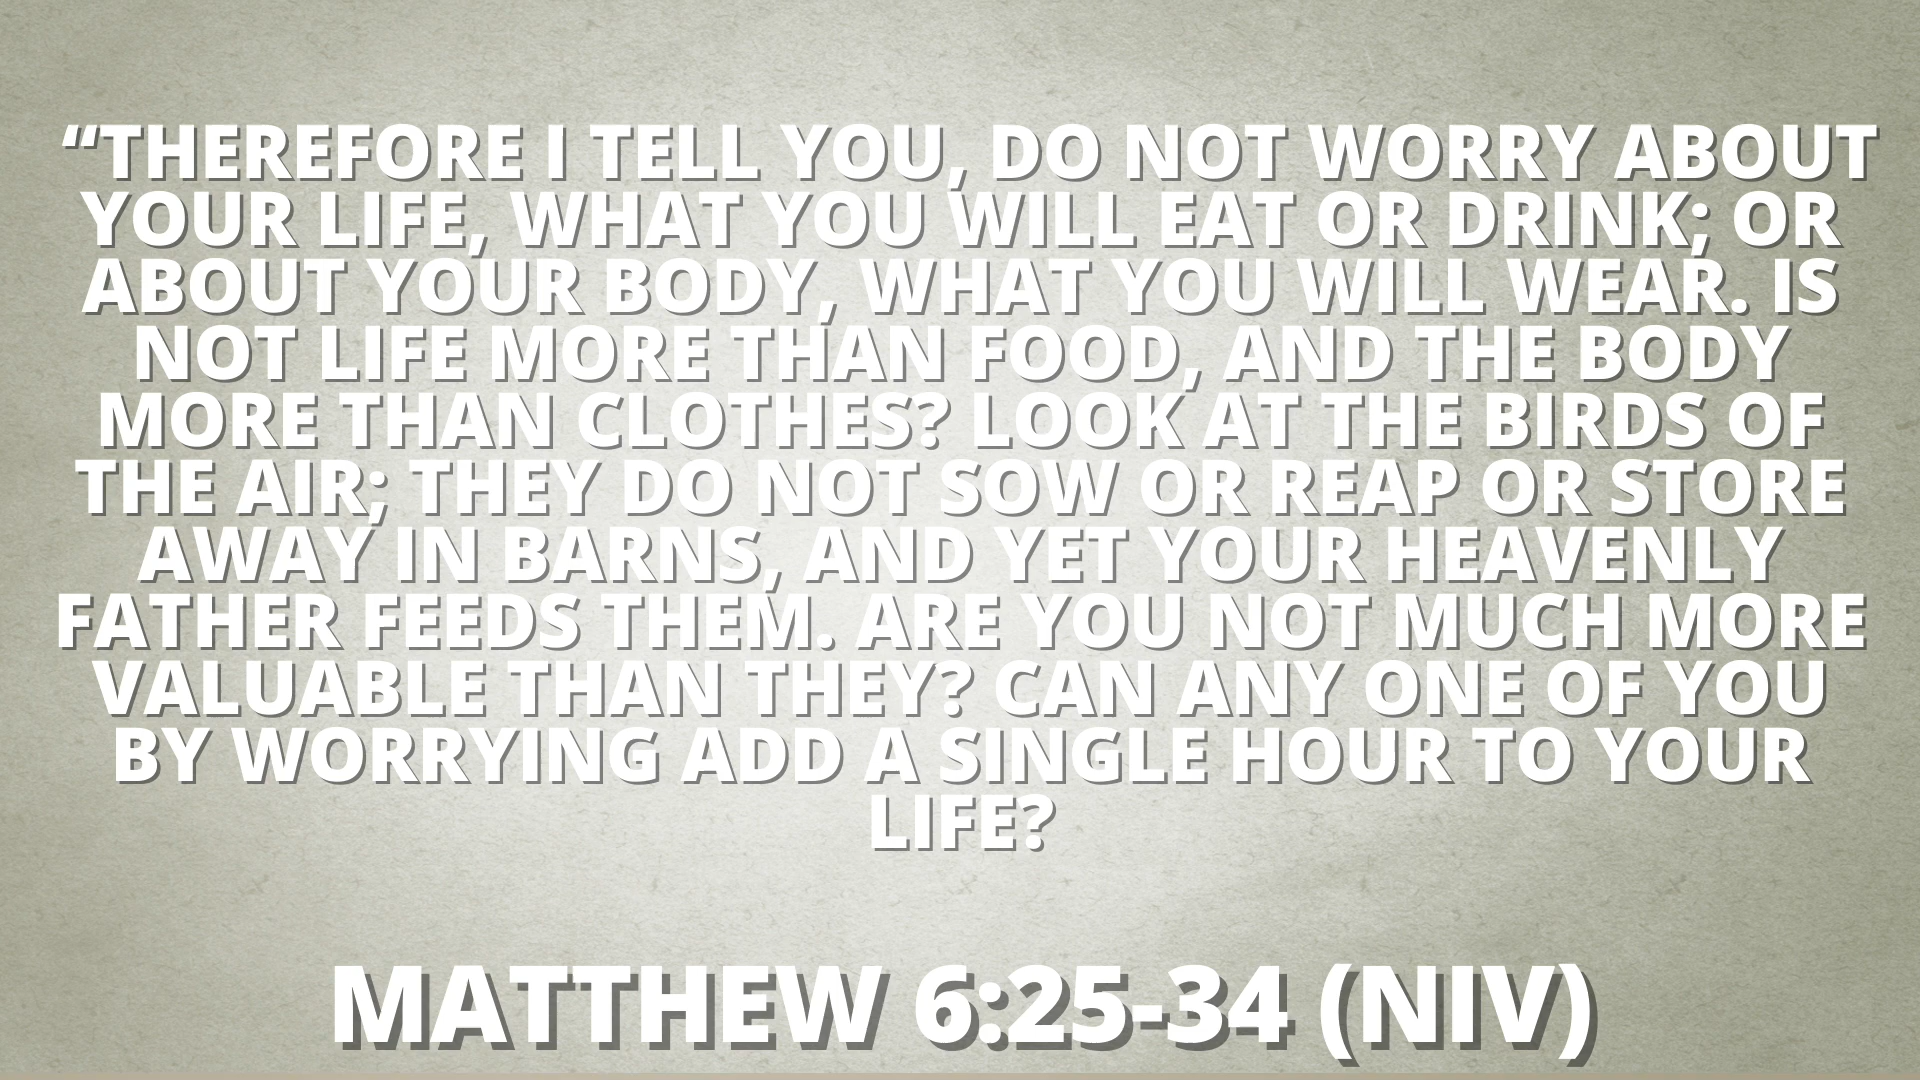 “THEREFORE I TELL YOU, DO NOT WORRY ABOUT
YOUR LIFE, WHAT YOU WILL EAT OR DRINK; OR
ABOUT YOUR BODY, WHAT YOU WILL WEAR. IS
NOT LIFE MORE THAN FOOD, AND THE BODY
MORE THAN CLOTHES? LOOK AT THE BIRDS OF
THE AIR; THEY DO NOT SOW OR REAP OR STORE
AWAY IN BARNS, AND YET YOUR HEAVENLY
FATHER FEEDS THEM. ARE YOU NOT MUCH MORE
VALUABLE THAN THEY? CAN ANY ONE OF YOU
BY WORRYING ADD A SINGLE HOUR TO YOUR
LIFE?
MATTHEW 6:25-34 (NIV)